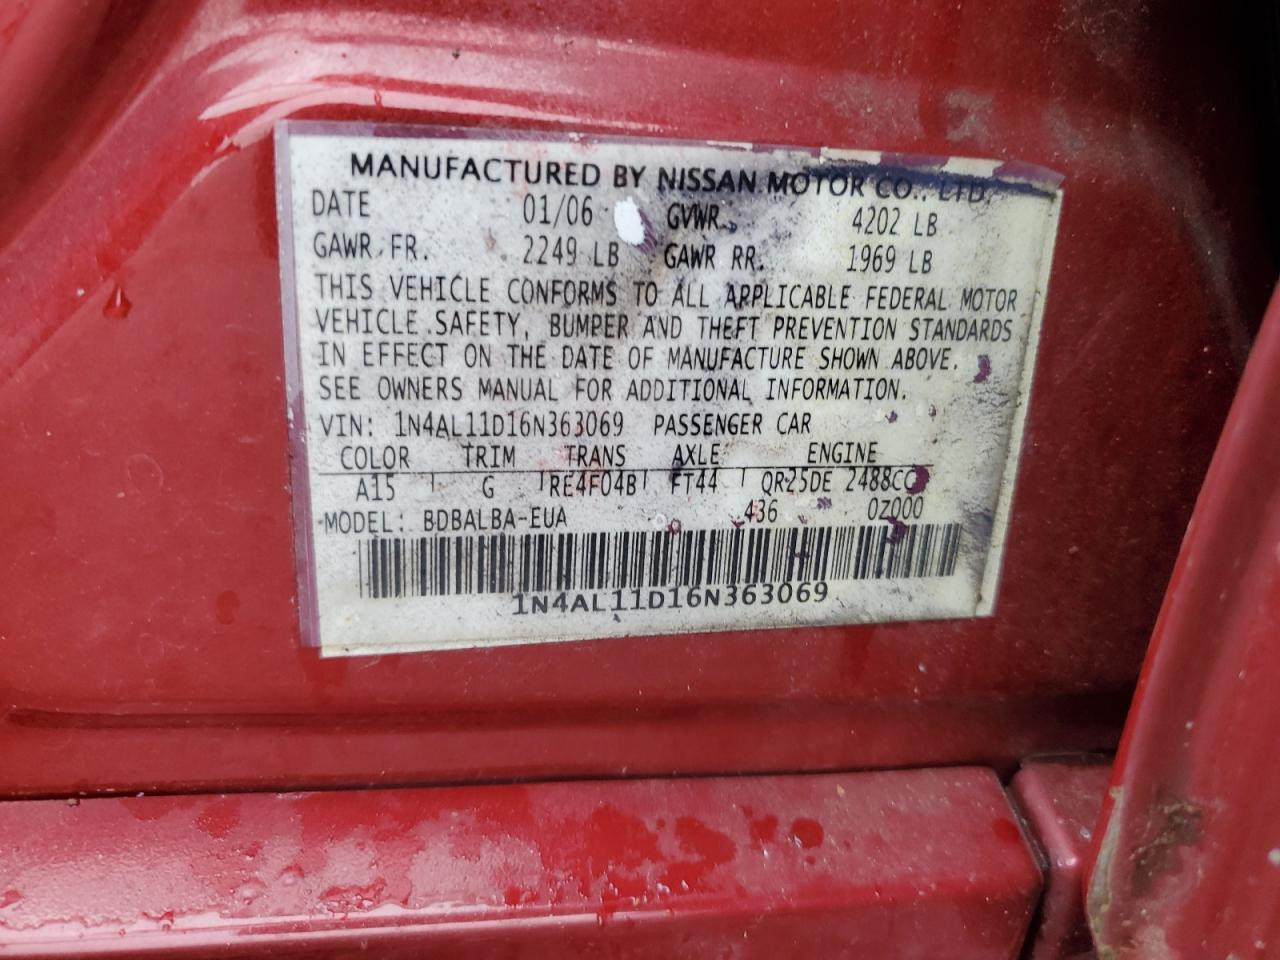 MANUFACTURED BY NISSAN MOTOR CO., LTD.
DATE 01/06 GVWR. 4202 LB
GAWR FR. 2249 LB GAWR RR. 1969 LB
THIS VEHICLE CONFORMS TO ALL APPLICABLE FEDERAL MOTOR
VEHICLE SAFETY, BUMPER AND THEFT PREVENTION STANDARDS
IN EFFECT ON THE DATE OF MANUFACTURE SHOWN ABOVE.
SEE OWNERS MANUAL FOR ADDITIONAL INFORMATION.
VIN: 1N4AL11D16N363069 PASSENGER CAR
COLOR TRIM TRANS AXLE ENGINE
A15 G RE4F04B FT44 QR25DE 2488CC
MODEL: BDBALBA-EUA 436 0Z000
1N4AL11D16N363069